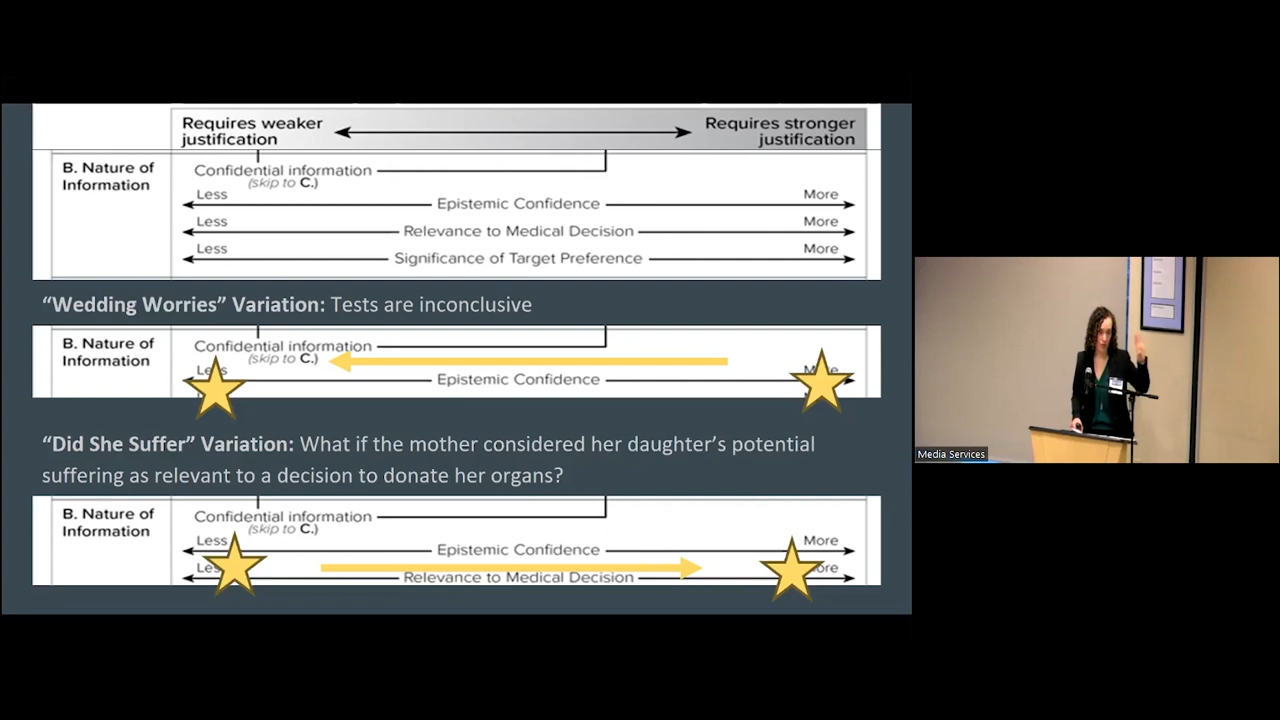 Requires weaker
justification
Requires stronger
justification
B. Nature of
Information
Confidential information
(skip to C.)
Less
More
Epistemic Confidence
Less
More
Relevance to Medical Decision
Less
More
Significance of Target Preference
“Wedding Worries” Variation: Tests are inconclusive
B. Nature of
Information
Confidential information
(skip to C.)
Epistemic Confidence
“Did She Suffer” Variation: What if the mother considered her daughter’s potential
suffering as relevant to a decision to donate her organs?
B. Nature of
Information
Confidential information
(skip to C.)
Less
More
Epistemic Confidence
Relevance to Medical Decision
Media Services